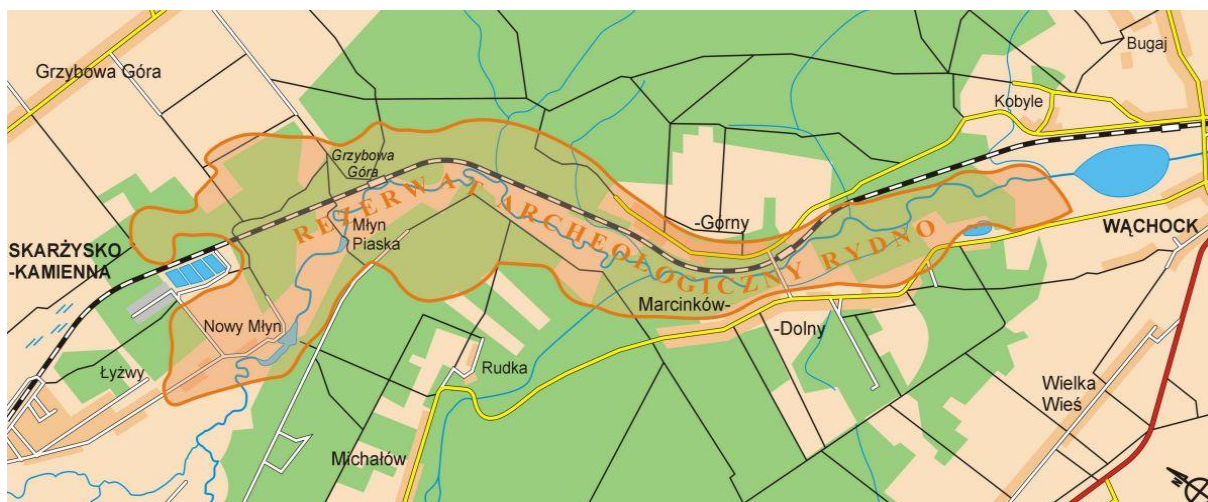 Grzybowa Góra
Bugaj
Kobyle
Grzybowa
Góra
REZERWAT ARCHEOLOGICZNY RYDNO
Młyn
Piaska
-Górny
SKARŻYSKO
-KAMIENNA
WĄCHOCK
Nowy Młyn
Marcinków-
-Dolny
Łyżwy
Rudka
Wielka
Wieś
Michałów
N